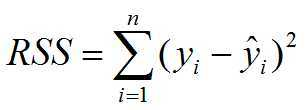 RSS = \sum_{i=1}^{n} (y_i - \hat{y}_i)^2